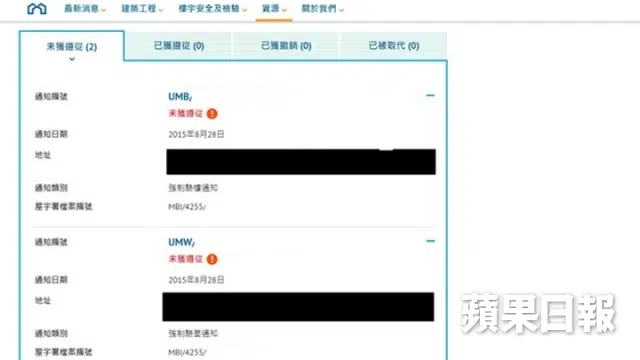 最新消息 建築工程 樓宇安全及檢驗 資源 關於我們
未獲遵從 (2) 已獲遵從 (0) 已獲撤銷 (0) 已被取代 (0)
通知編號 UMB/
未獲遵從 !
通知日期 2015年8月28日
地址
通知類別 強制驗樓通知
屋宇署檔案編號 MBI/4255/
通知編號 UMW/
未獲遵從 !
通知日期 2015年8月28日
地址
蘋果日報
通知類別 強制驗窗通知
屋宇署檔案編號 MBI/4255/